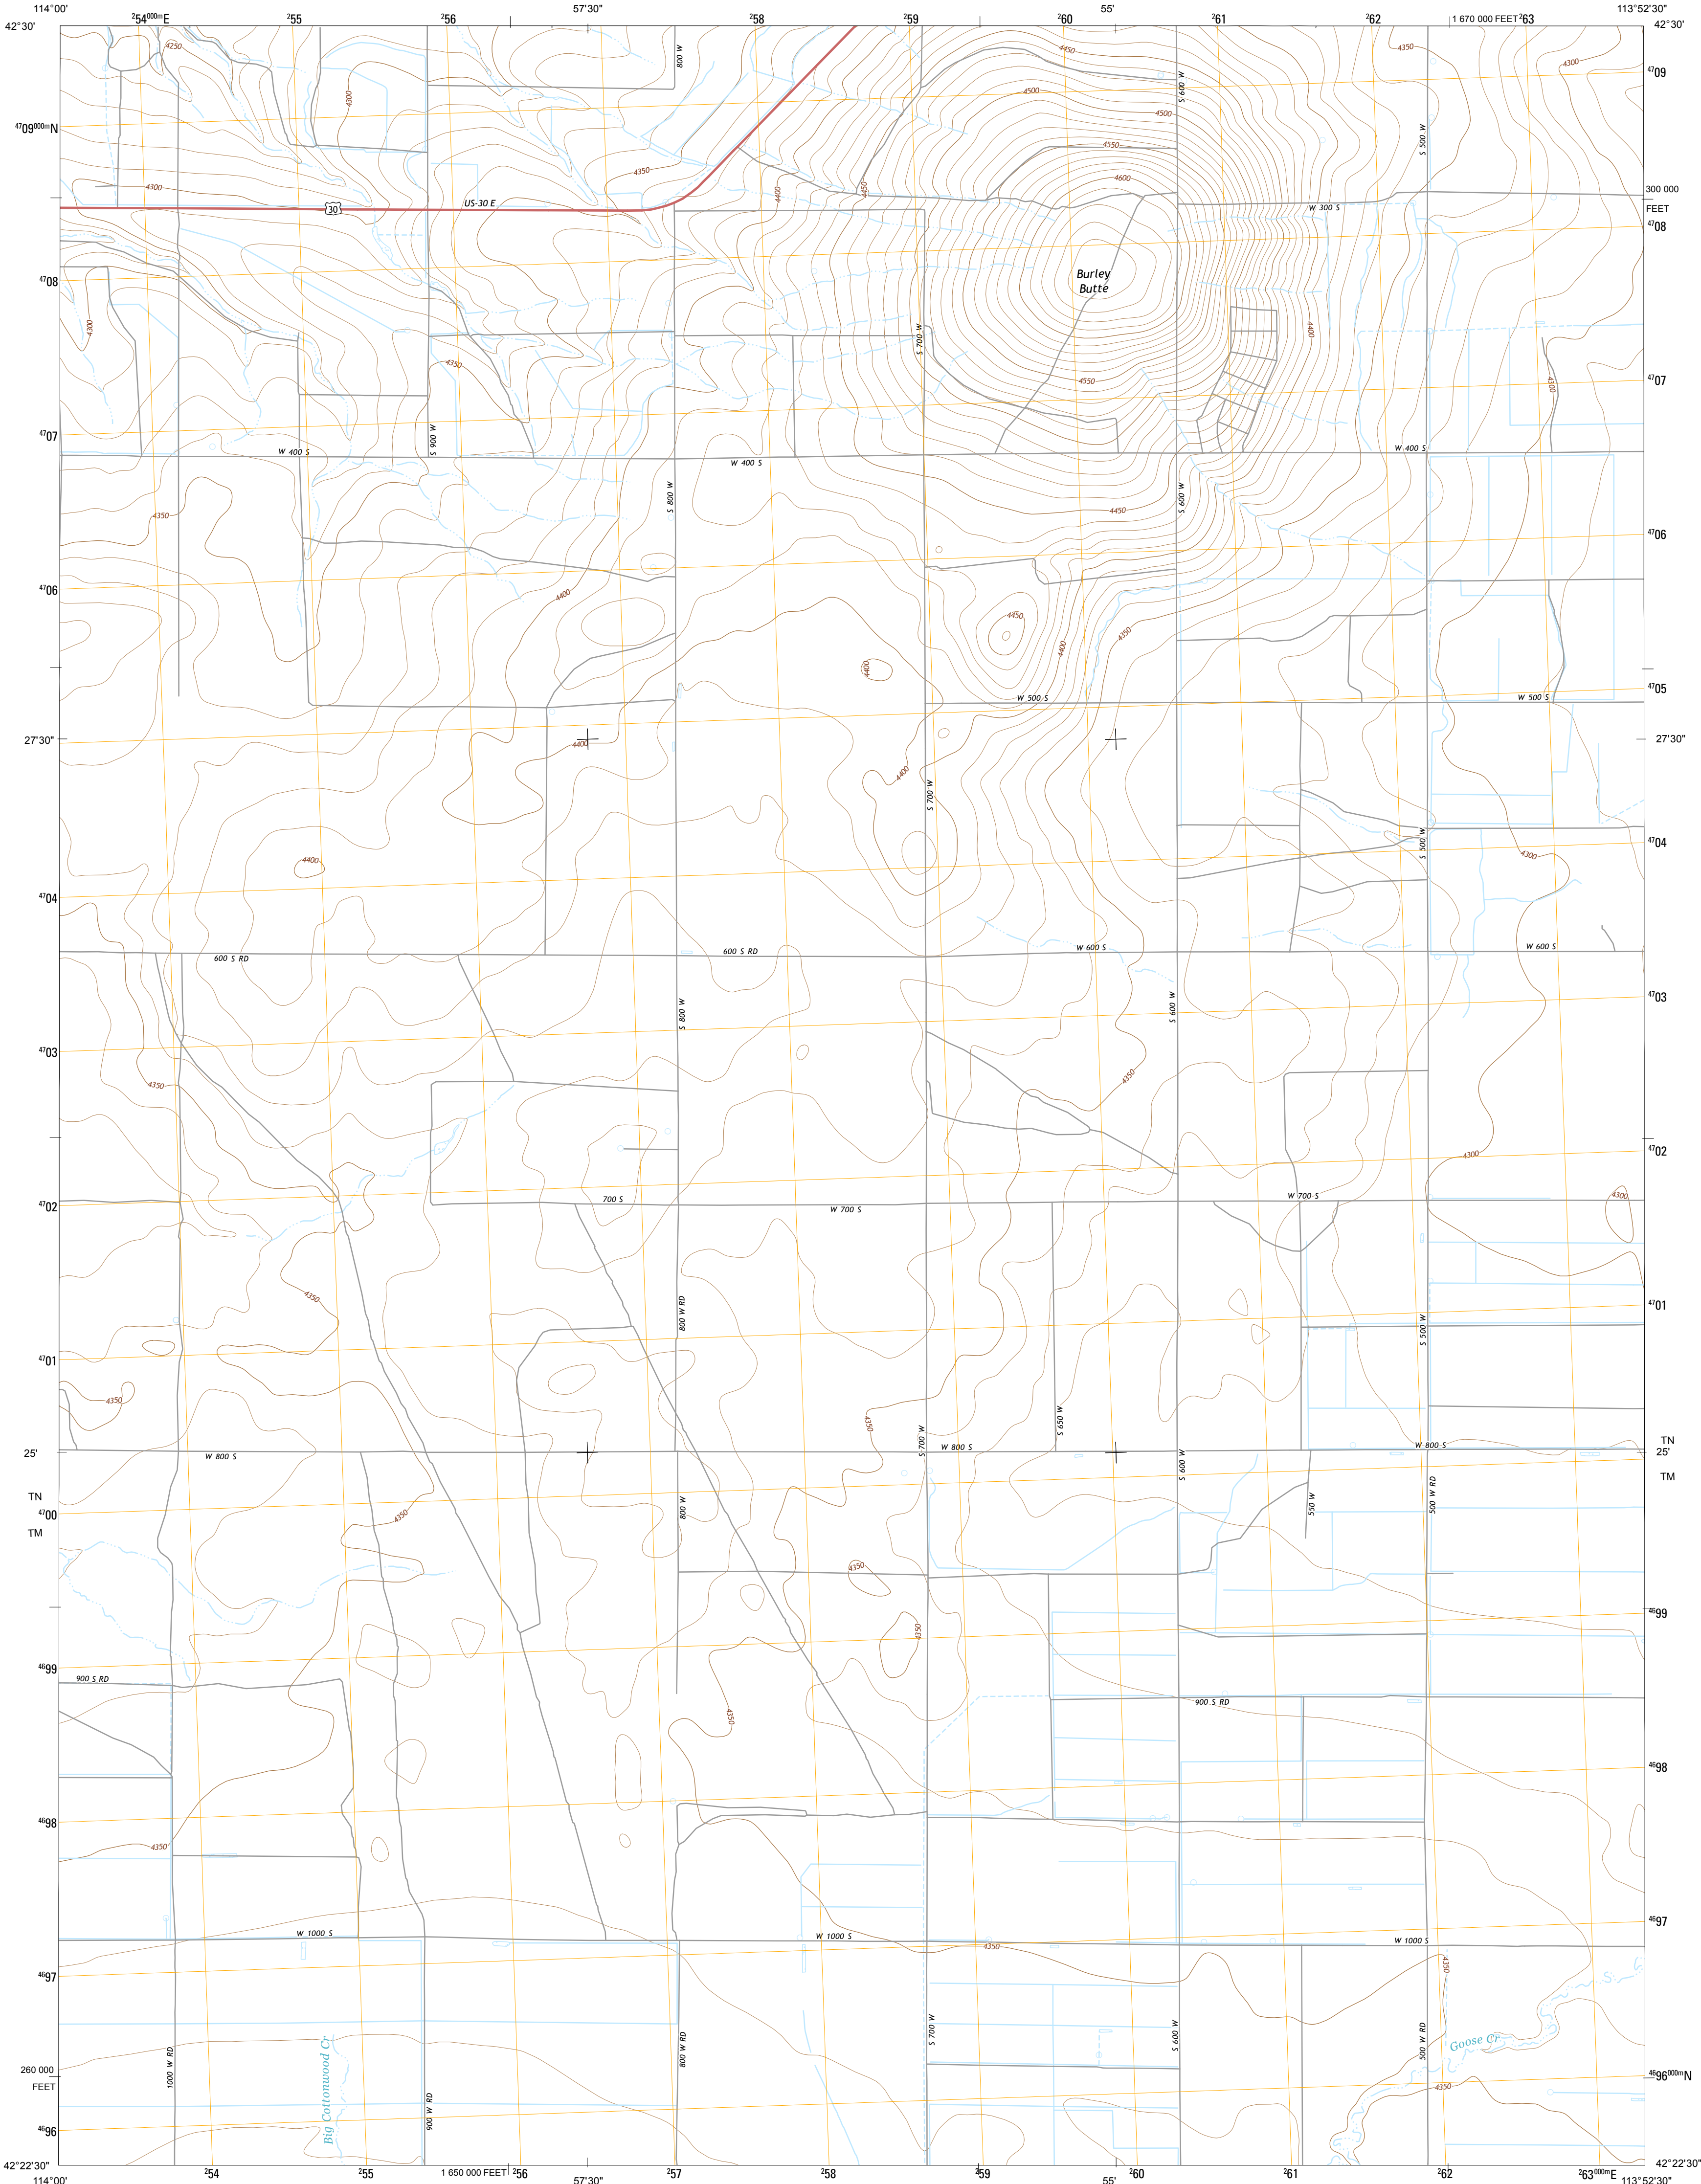 114°00' 254000mE 255 256 57'30" 258 259 260 55' 261 262 1 670 000 FEET 263 113°52'30"
42°30' 42°30'
4250 800 W 4450 S 600 W 4350 4300
4709
4300 4500 4500
4709000mN S 500 W
4550
4350 4600
4300 4400 4450 300 000
FEET
US-30 E
30 W 300 S
4708
Burley
Butte
4708
4300 S 700 W 4400
4350 4550 4300 4707
4707 S 900 W
W 400 S W 400 S W 400 S
S 800 W S 600 W
4350 4450
4706
4706 4400
4450 4350
4400 4400
4705
W 500 S W 500 S
27'30" 4400 27'30"
4400 S 700 W
S 500 W 4704
4400 4300
4704
600 S RD 600 S RD W 600 S W 600 S
S 800 W S 600 W 4703
4703
4350 4350
4300 4702
4702 700 S W 700 S W 700 S 4300
4350 800 W RD 4701
S 500 W
4701
4350 4350 S 650 W
S 700 W
25' W 800 S W 800 S W 800 S TN
25'
TM
S 600 W
TN
4700
TM
4350 800 W 550 W 500 W RD
4350
4699
4350
4699
900 S RD 900 S RD
4350
4698
4698
4350
4697
W 1000 S W 1000 S 4350 W 1000 S
4697 4350
Goose Cr
S 700 W S 600 W 500 W RD
Big Cottonwood Cr
260 000
FEET
1000 W RD 800 W RD 4696000mN
4350
900 W RD
4696
42°22'30" 42°22'30"
114°00' 254 255 1 650 000 FEET 256 57'30" 257 258 259 55' 260 261 262 263000mE 113°52'30"